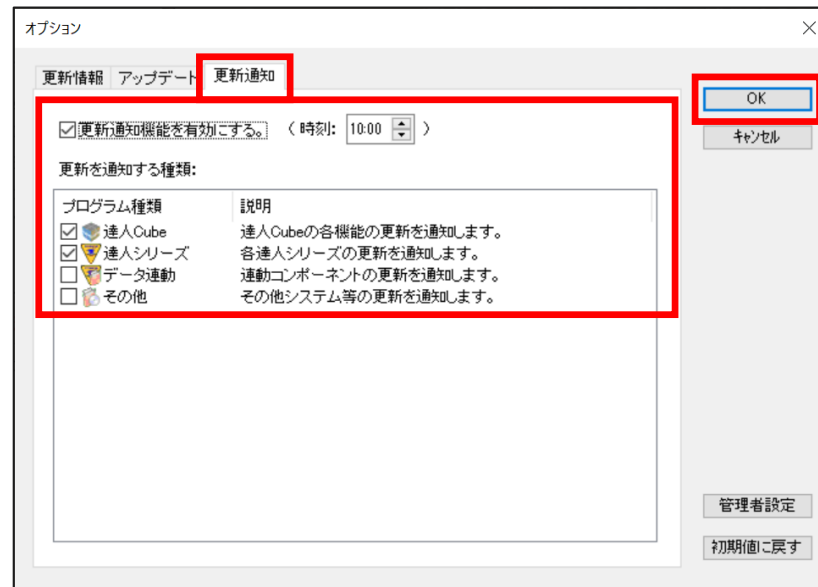 オプション
更新情報 アップデート 更新通知
OK
キャンセル
更新通知機能を有効にする。 （時刻: 10:00 ）
更新を通知する種類:
プログラム種類 説明
達人Cube 達人Cubeの各機能の更新を通知します。
達人シリーズ 各達人シリーズの更新を通知します。
データ連動 連動コンポーネントの更新を通知します。
その他 その他システム等の更新を通知します。
管理者設定
初期値に戻す